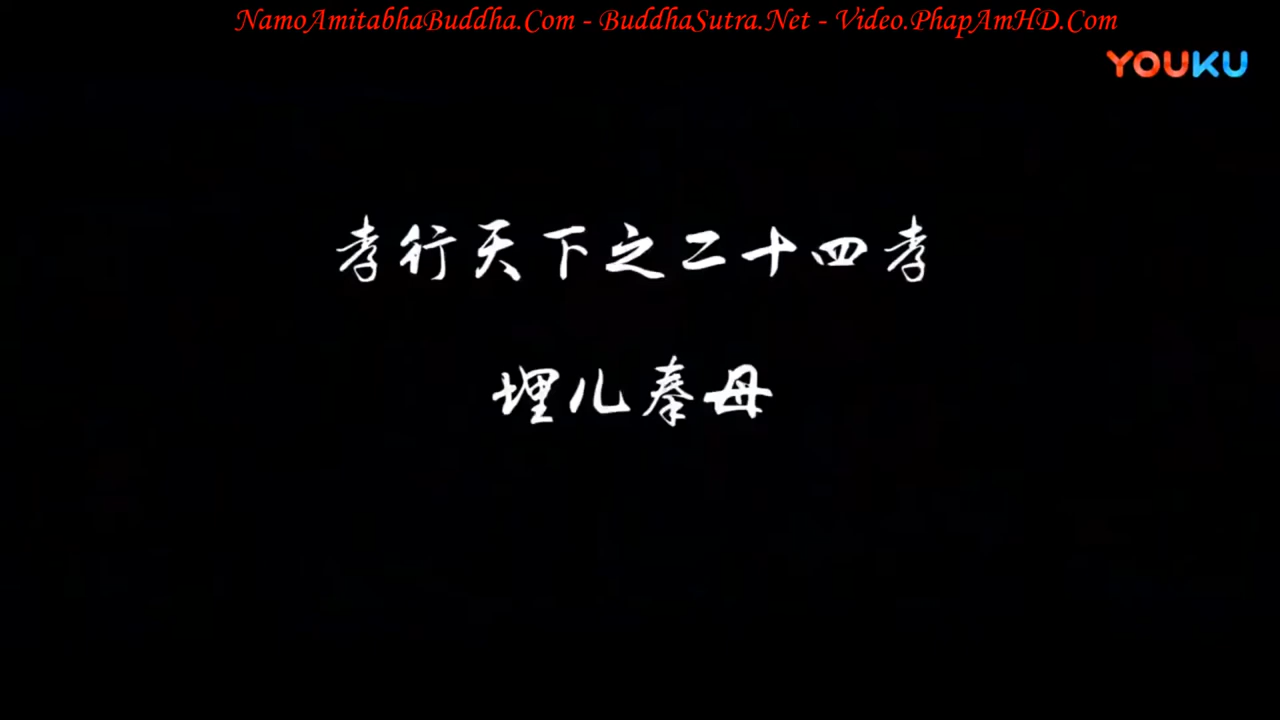 NamoAmitabhaBuddha.Com - BuddhaSutra.Net - Video.PhapAmHD.Com
YOUKU
孝行天下之二十四孝
埋儿奉母